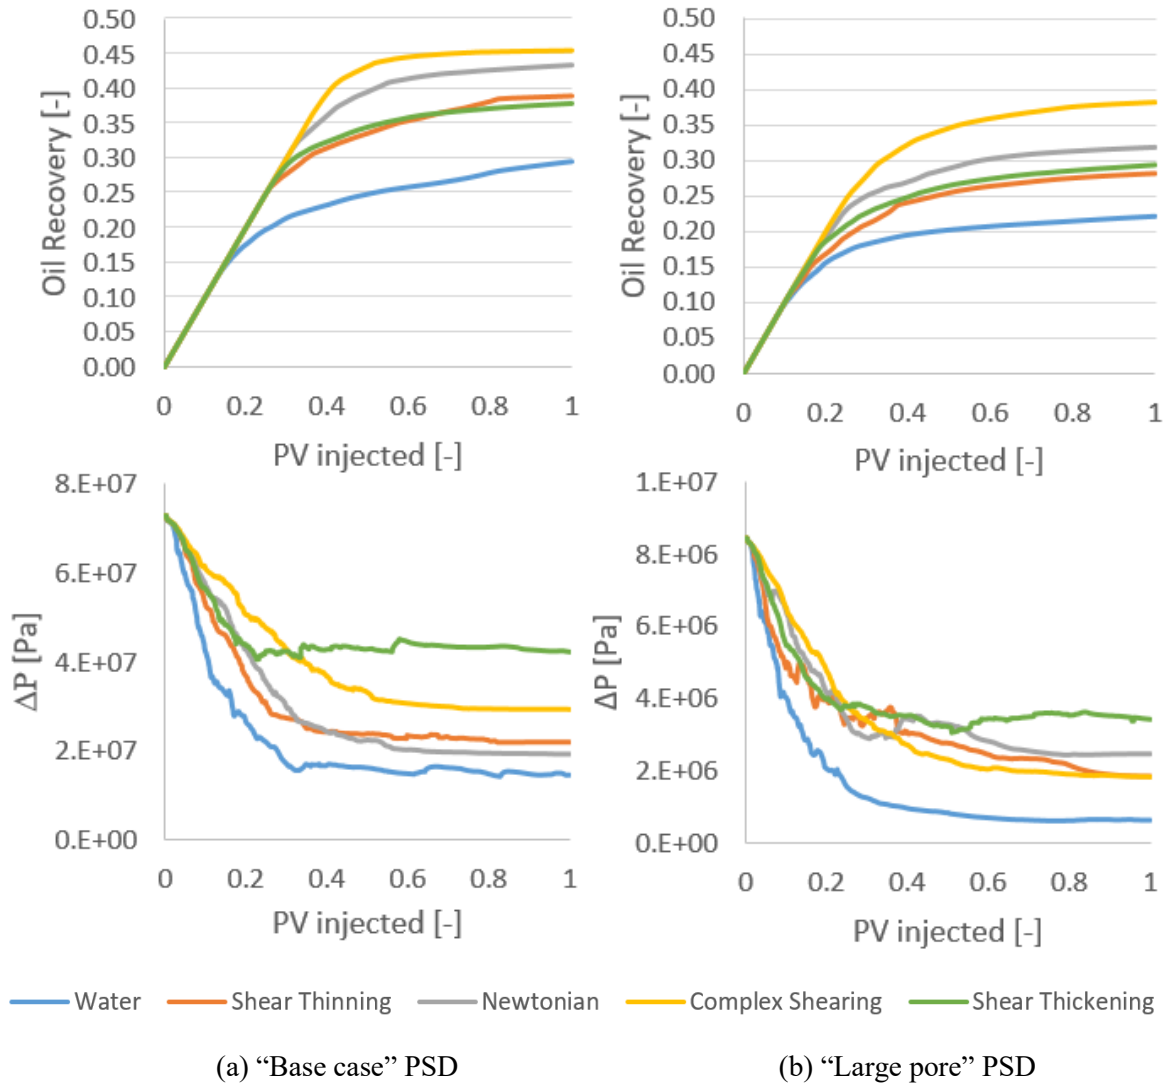 0.50
0.45
0.40
0.35
0.30
0.25
0.20
0.15
0.10
0.05
0.00
Oil Recovery [-]
0 0.2 0.4 0.6 0.8 1
PV injected [-]
0.50
0.45
0.40
0.35
0.30
0.25
0.20
0.15
0.10
0.05
0.00
Oil Recovery [-]
0 0.2 0.4 0.6 0.8 1
PV injected [-]
8.E+07
6.E+07
4.E+07
2.E+07
0.E+00
ΔP [Pa]
0 0.2 0.4 0.6 0.8 1
PV injected [-]
1.E+07
8.E+06
6.E+06
4.E+06
2.E+06
0.E+00
ΔP [Pa]
0 0.2 0.4 0.6 0.8 1
PV injected [-]
Water Shear Thinning Newtonian Complex Shearing Shear Thickening
(a) “Base case” PSD
(b) “Large pore” PSD